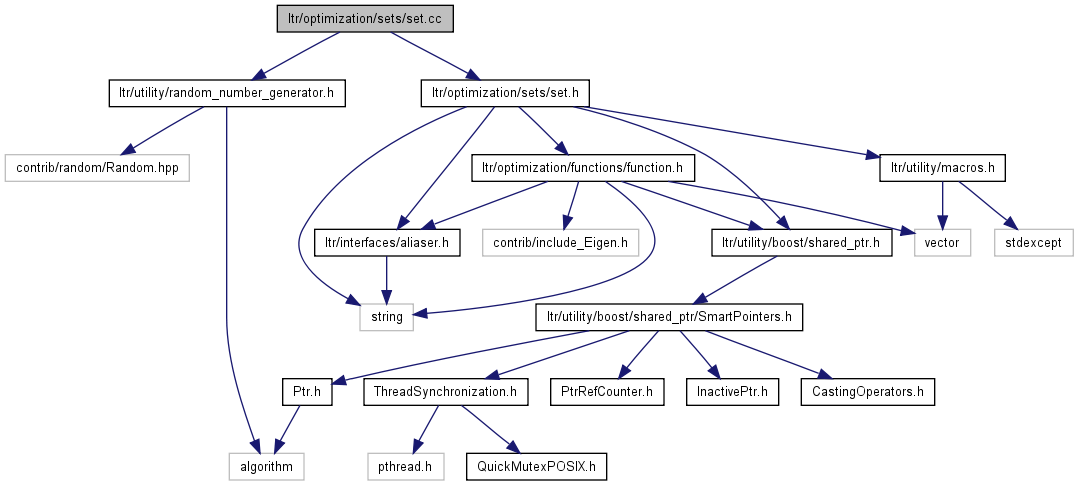 ltr/optimization/sets/set.cc
ltr/utility/random_number_generator.h
ltr/optimization/sets/set.h
contrib/random/Random.hpp
ltr/optimization/functions/function.h
ltr/utility/macros.h
ltr/interfaces/aliaser.h
contrib/include_Eigen.h
ltr/utility/boost/shared_ptr.h
vector
stdexcept
string
ltr/utility/boost/shared_ptr/SmartPointers.h
Ptr.h
ThreadSynchronization.h
PtrRefCounter.h
InactivePtr.h
CastingOperators.h
algorithm
pthread.h
QuickMutexPOSIX.h